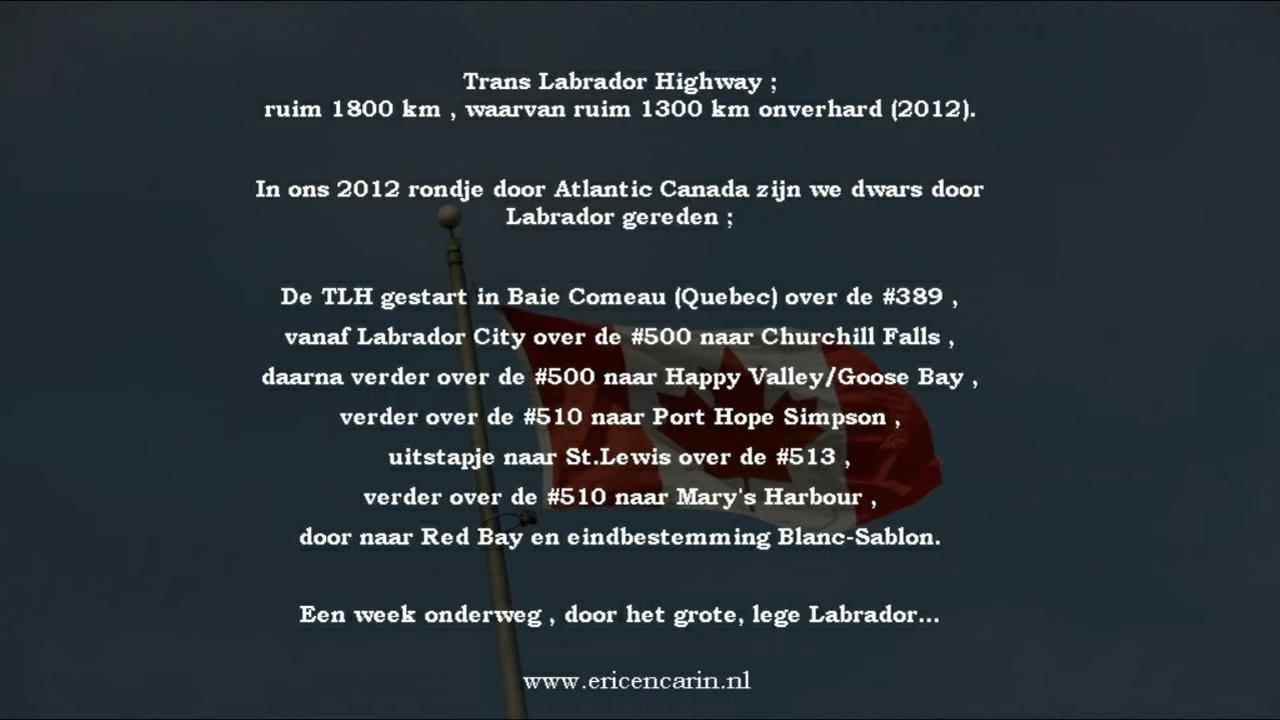 Trans Labrador Highway ;
ruim 1800 km , waarvan ruim 1300 km onverhard (2012).
In ons 2012 rondje door Atlantic Canada zijn we dwars door
Labrador gereden ;
De TLH gestart in Baie Comeau (Quebec) over de #389 ,
vanaf Labrador City over de #500 naar Churchill Falls ,
daarna verder over de #500 naar Happy Valley/Goose Bay ,
verder over de #510 naar Port Hope Simpson ,
uitstapje naar St.Lewis over de #513 ,
verder over de #510 naar Mary's Harbour ,
door naar Red Bay en eindbestemming Blanc-Sablon.
Een week onderweg , door het grote, lege Labrador...
www.ericencarin.nl